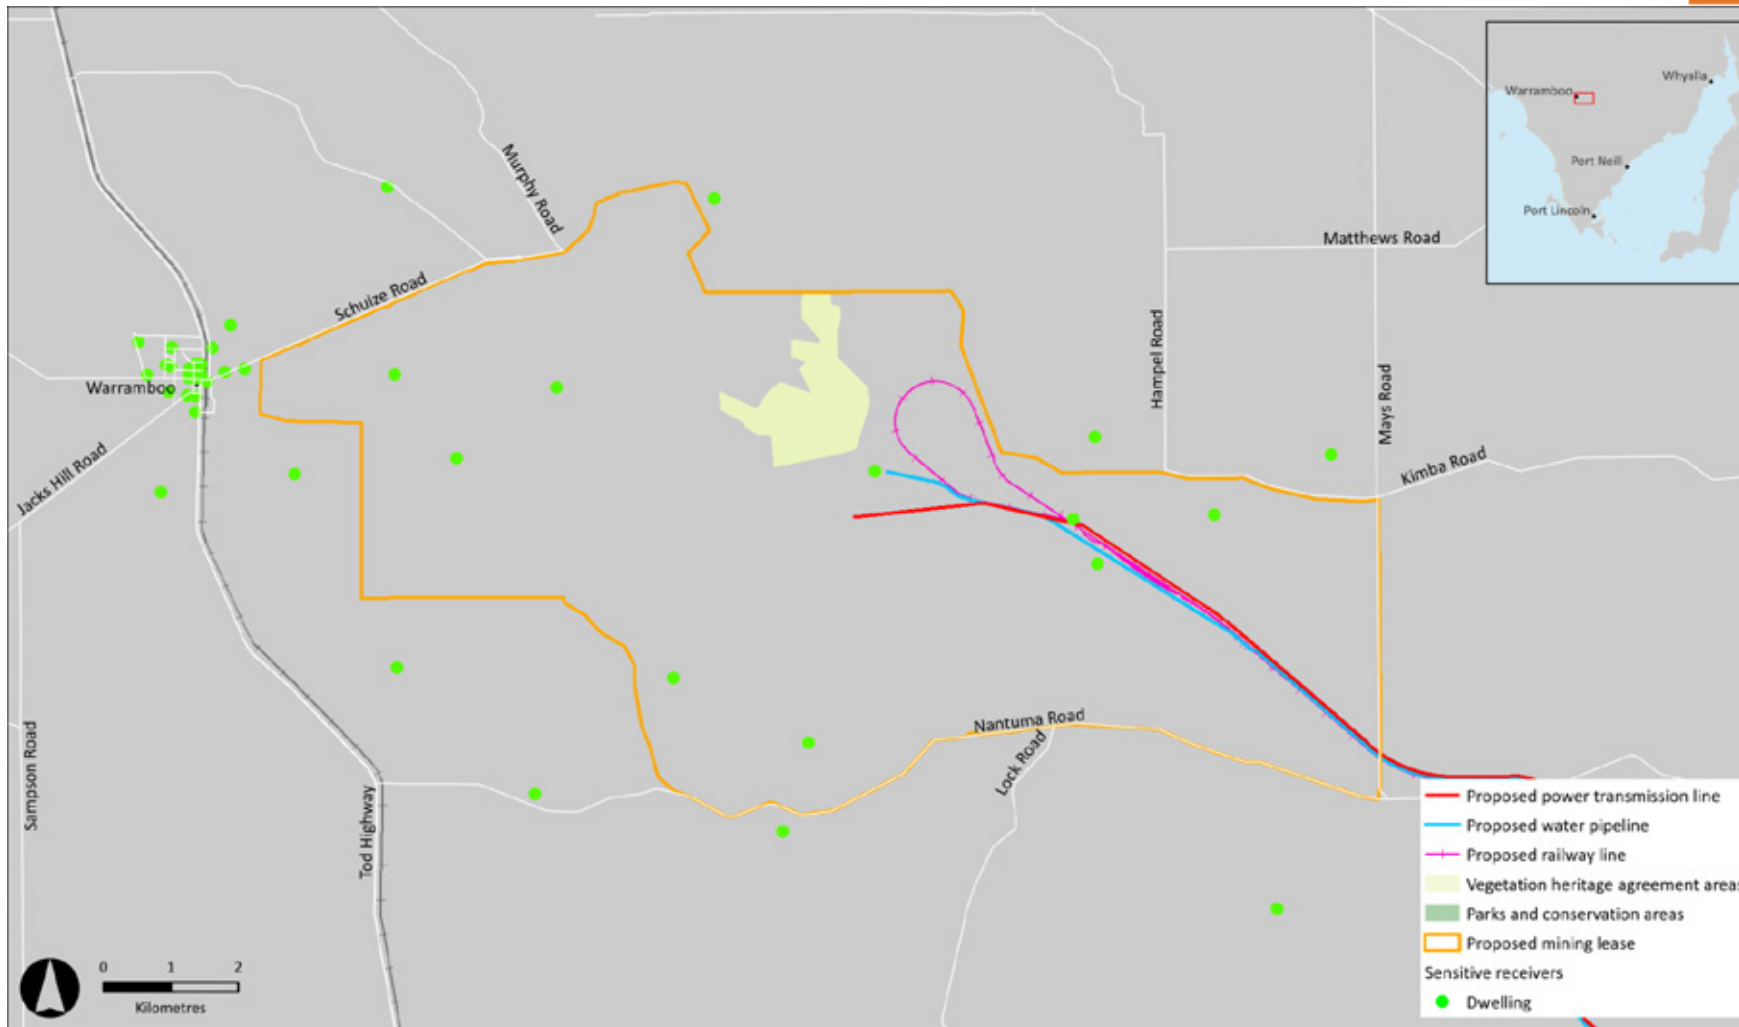 Whyalla
Warramboo
Port Neill
Port Lincoln
Murphy Road
Matthews Road
Schulze Road
Hampel Road
Mays Road
Warramboo
Kimba Road
Jacks Hill Road
Nantuma Road
Lock Road
Sampson Road
Tod Highway
Proposed power transmission line
Proposed water pipeline
Proposed railway line
Vegetation heritage agreement areas
Parks and conservation areas
Proposed mining lease
Sensitive receivers
Dwelling
0 1 2
Kilometres